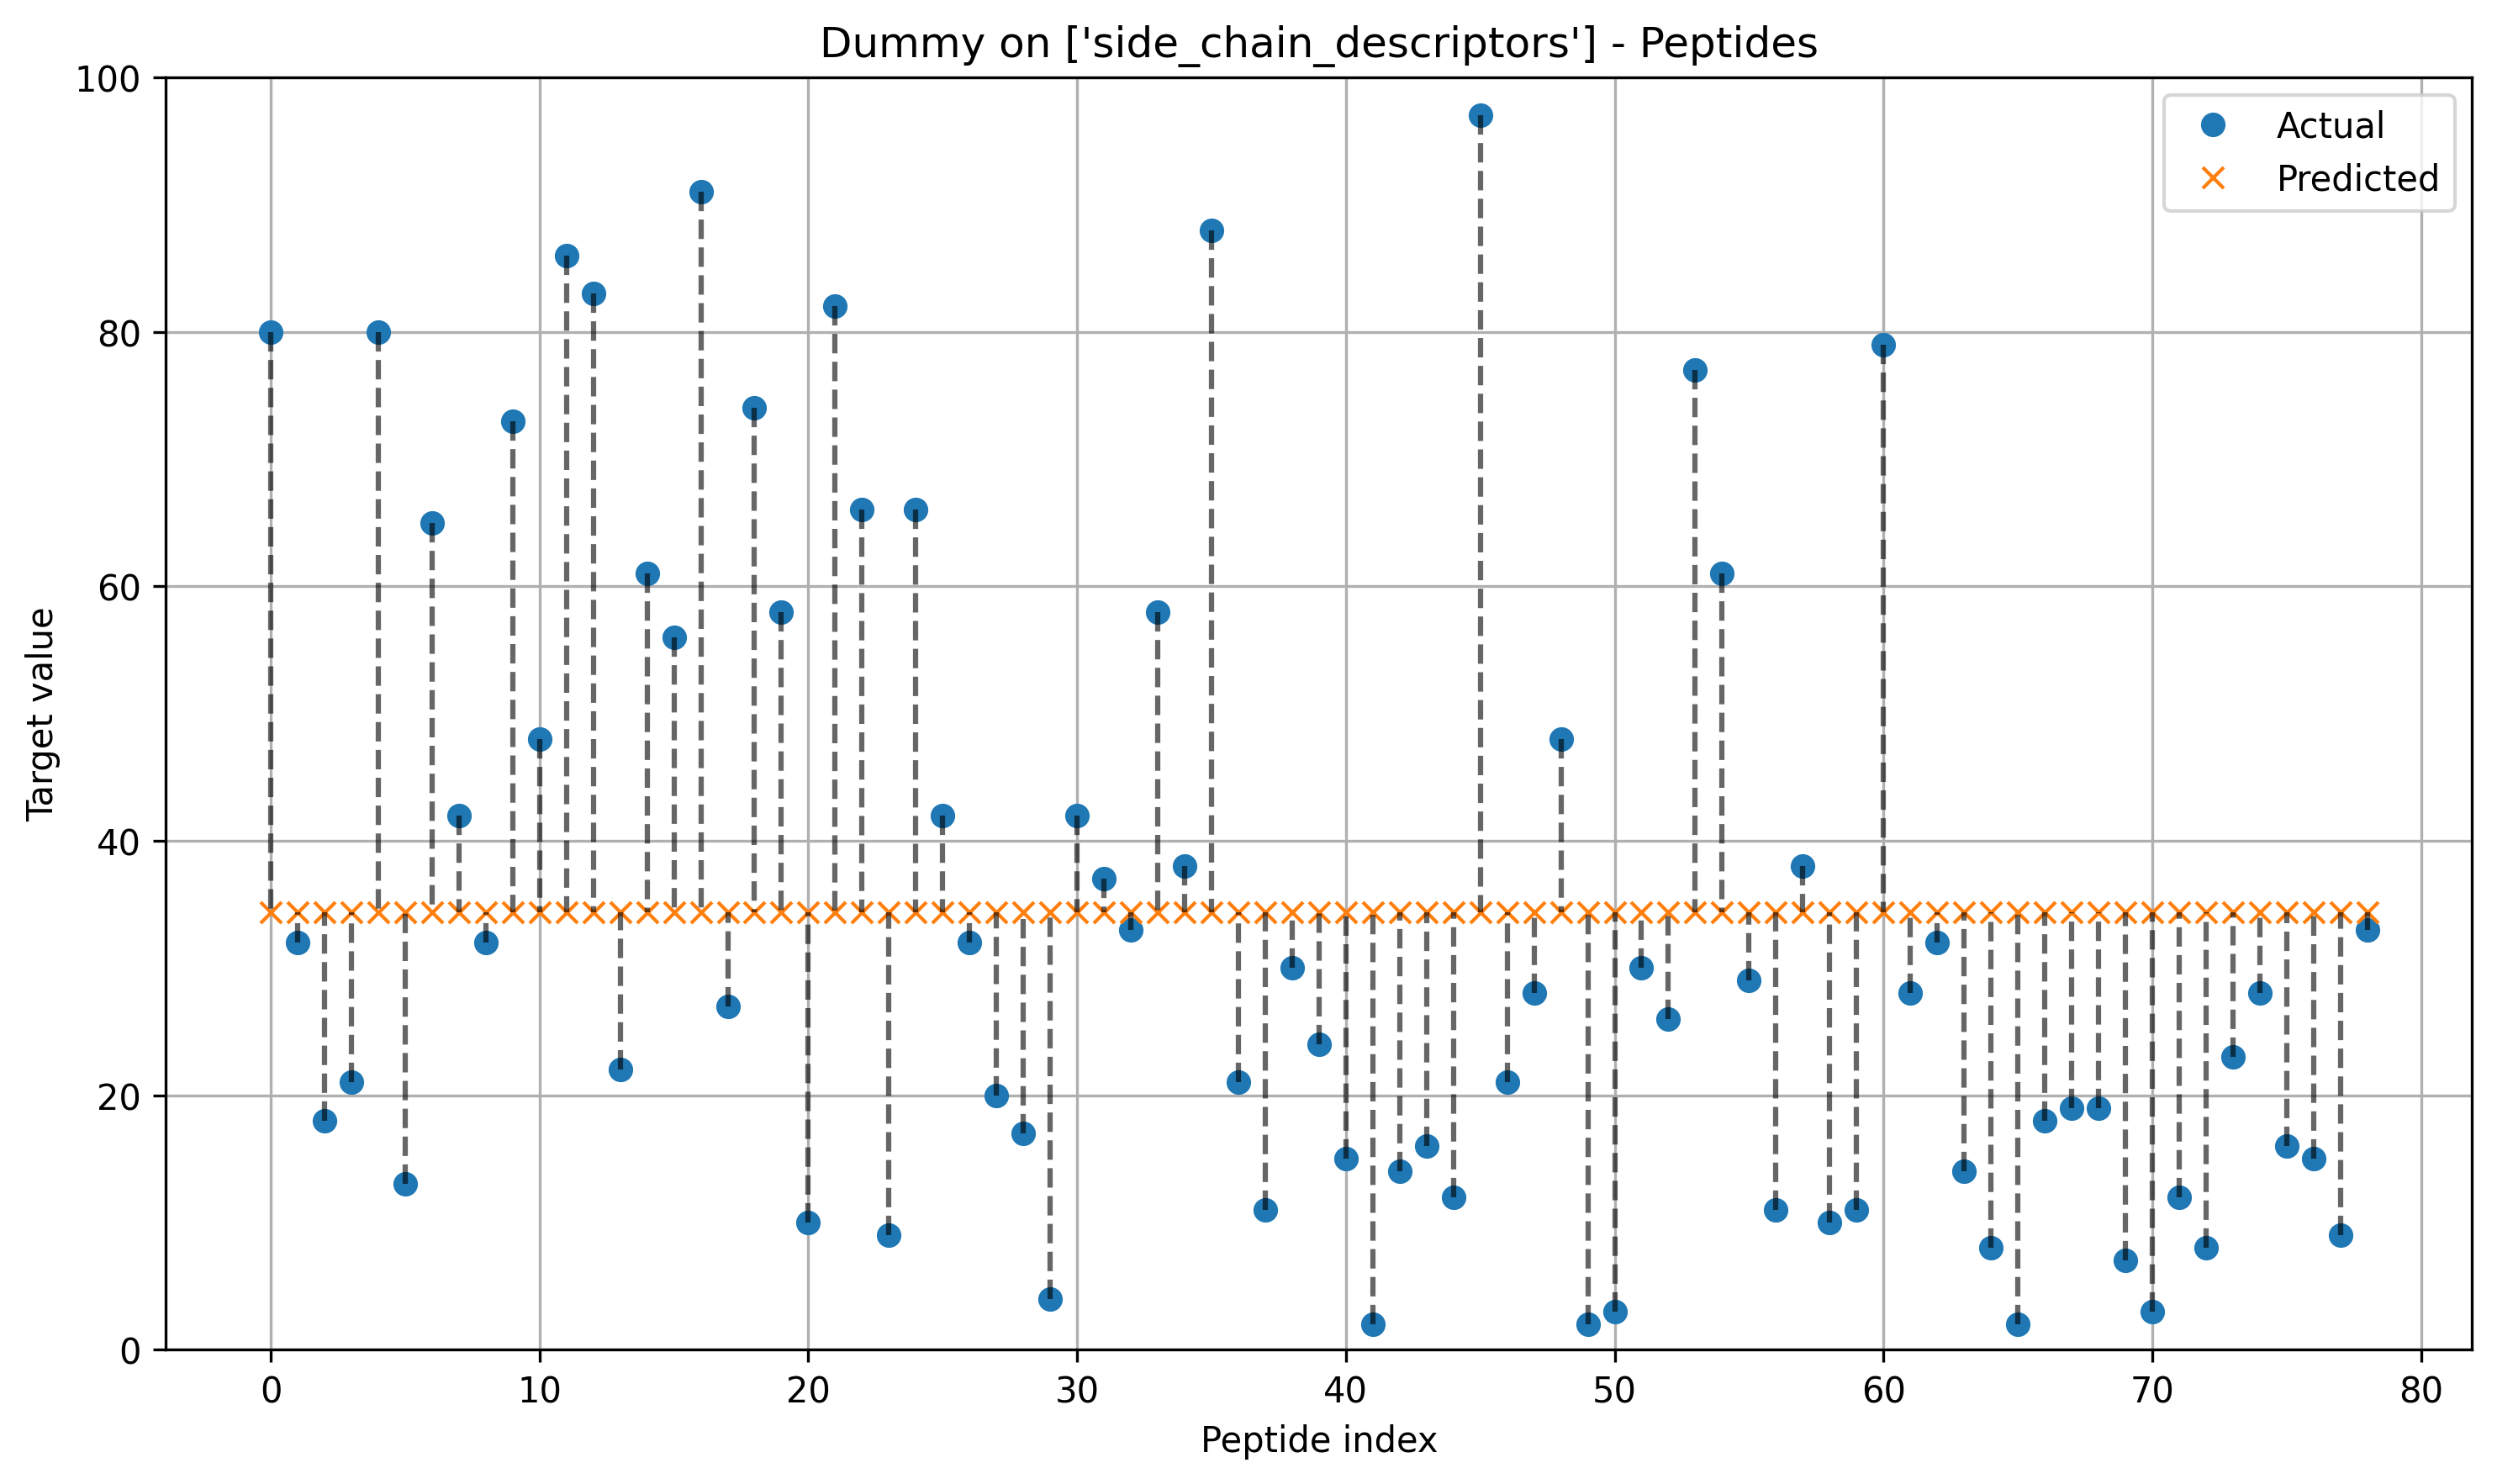 Dummy on ['side_chain_descriptors'] - Peptides
100
80
60
40
20
0
Target value
Actual
Predicted
0 10 20 30 40 50 60 70 80
Peptide index